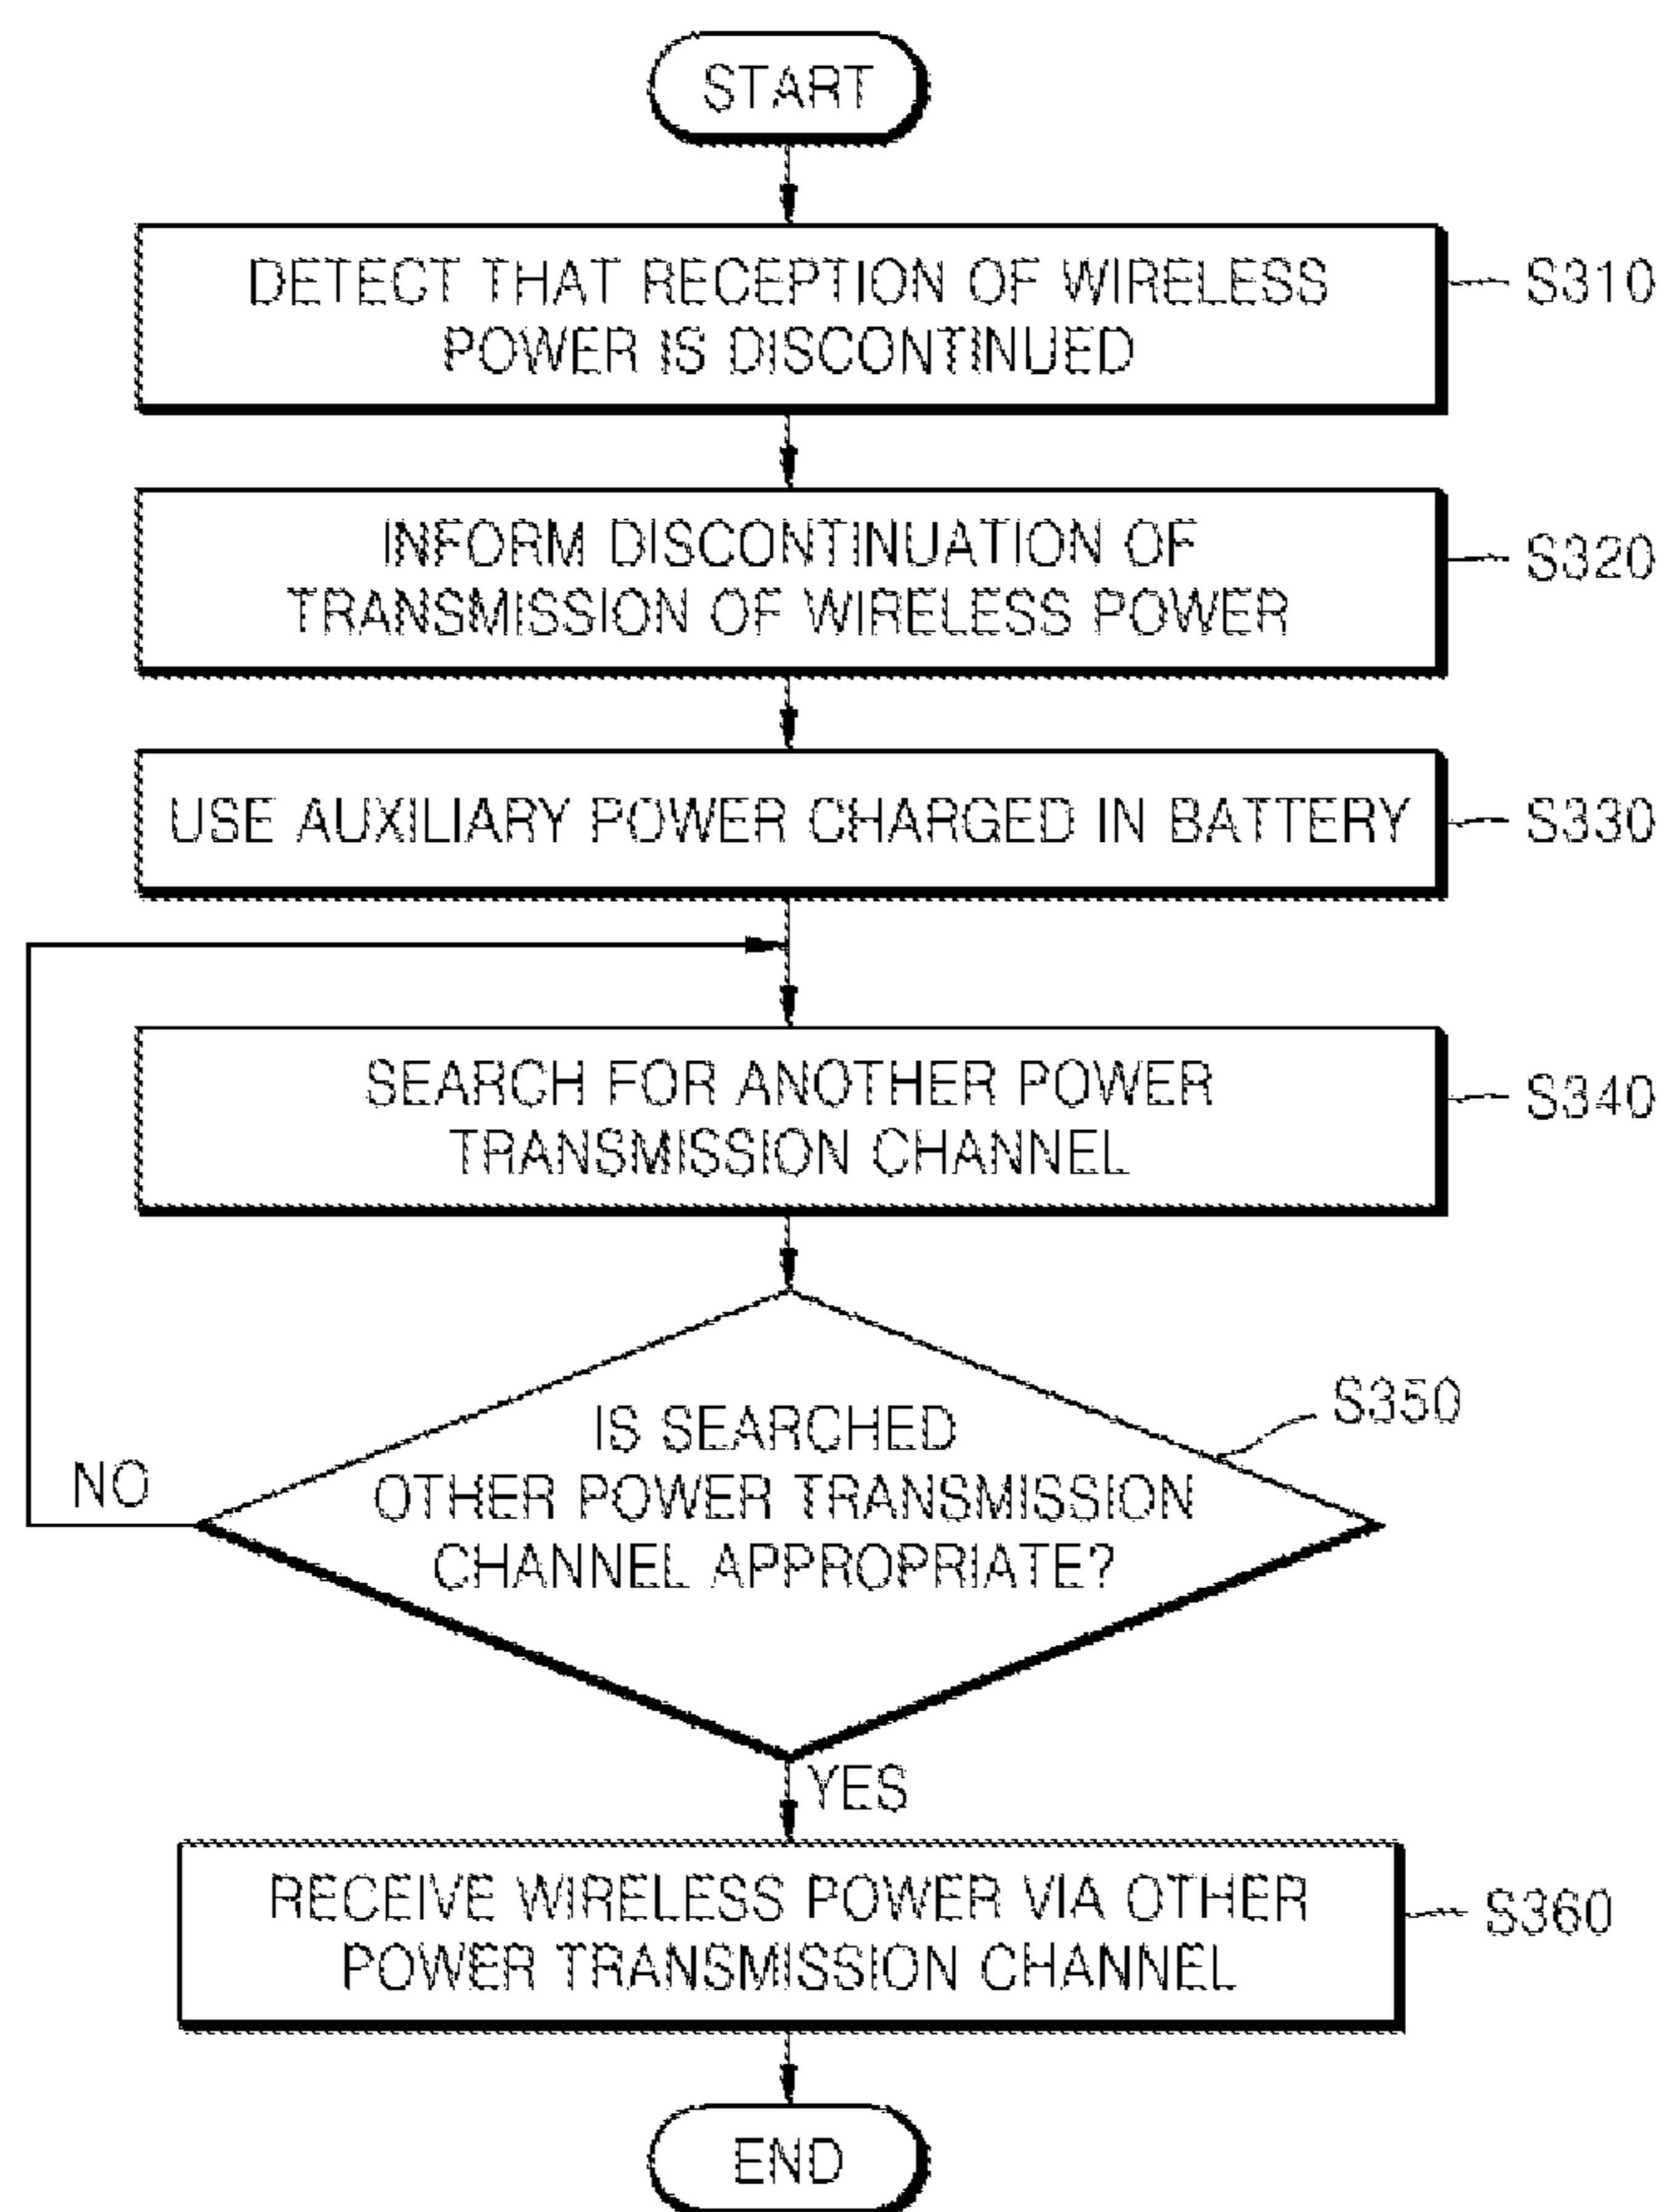 START
DETECT THAT RECEPTION OF WIRELESS
POWER IS DISCONTINUED
S310
INFORM DISCONTINUATION OF
TRANSMISSION OF WIRELESS POWER
S320
USE AUXILIARY POWER CHARGED IN BATTERY
S330
SEARCH FOR ANOTHER POWER
TRANSMISSION CHANNEL
S340
IS SEARCHED
OTHER POWER TRANSMISSION
CHANNEL APPROPRIATE?
S350
NO
YES
RECEIVE WIRELESS POWER VIA OTHER
POWER TRANSMISSION CHANNEL
S360
END